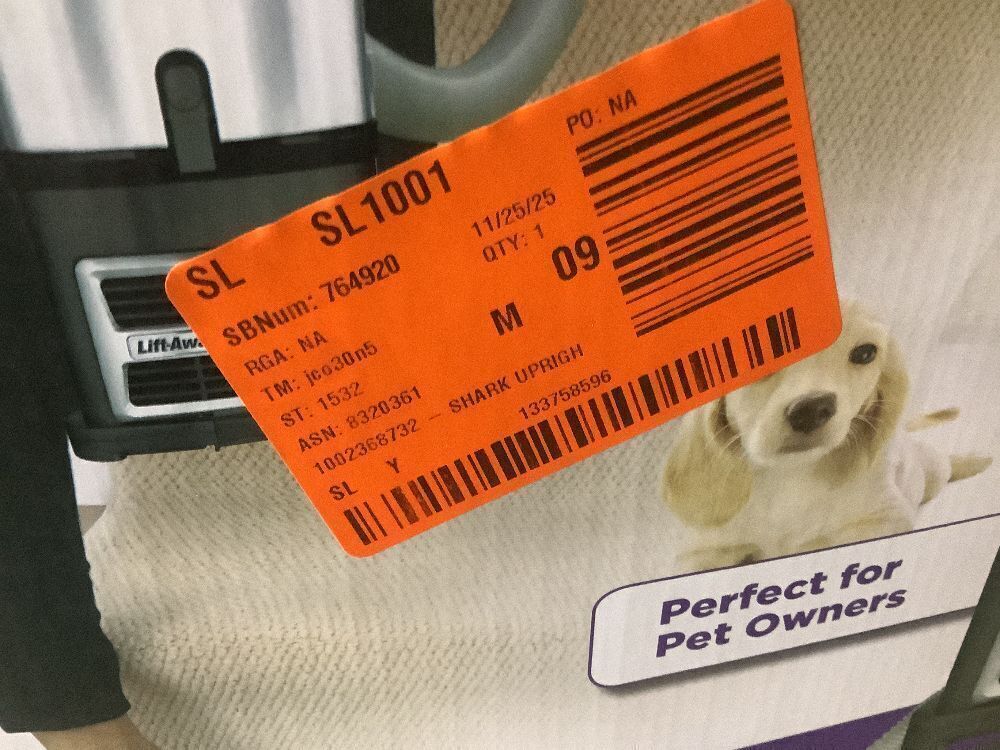 SL SL1001 PO: NA
SBNum: 764920 11/25/25
RGA: NA QTY: 1
TM: jco30n5 M 09
ST: 1532
ASN: 8320361
1002368732 – SHARK UPRIGH
SL Y 133758596
Lift-Aw
Perfect for
Pet Owners